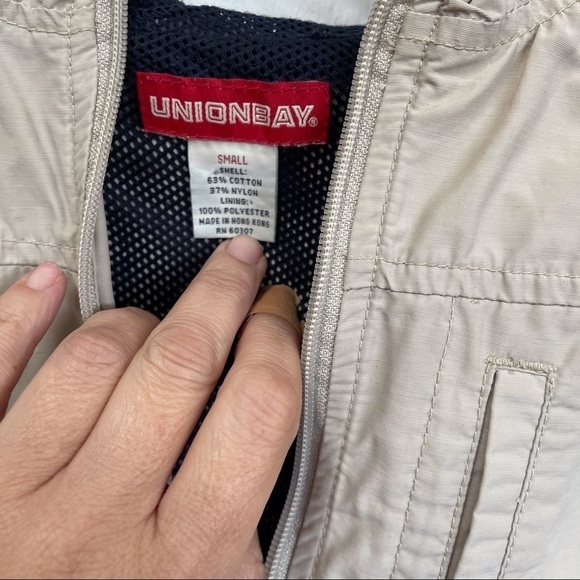 UNIONBAY®
SMALL
SHELL:
63% COTTON
37% NYLON
LINING:
100% POLYESTER
MADE IN HONG KONG
RN 60307